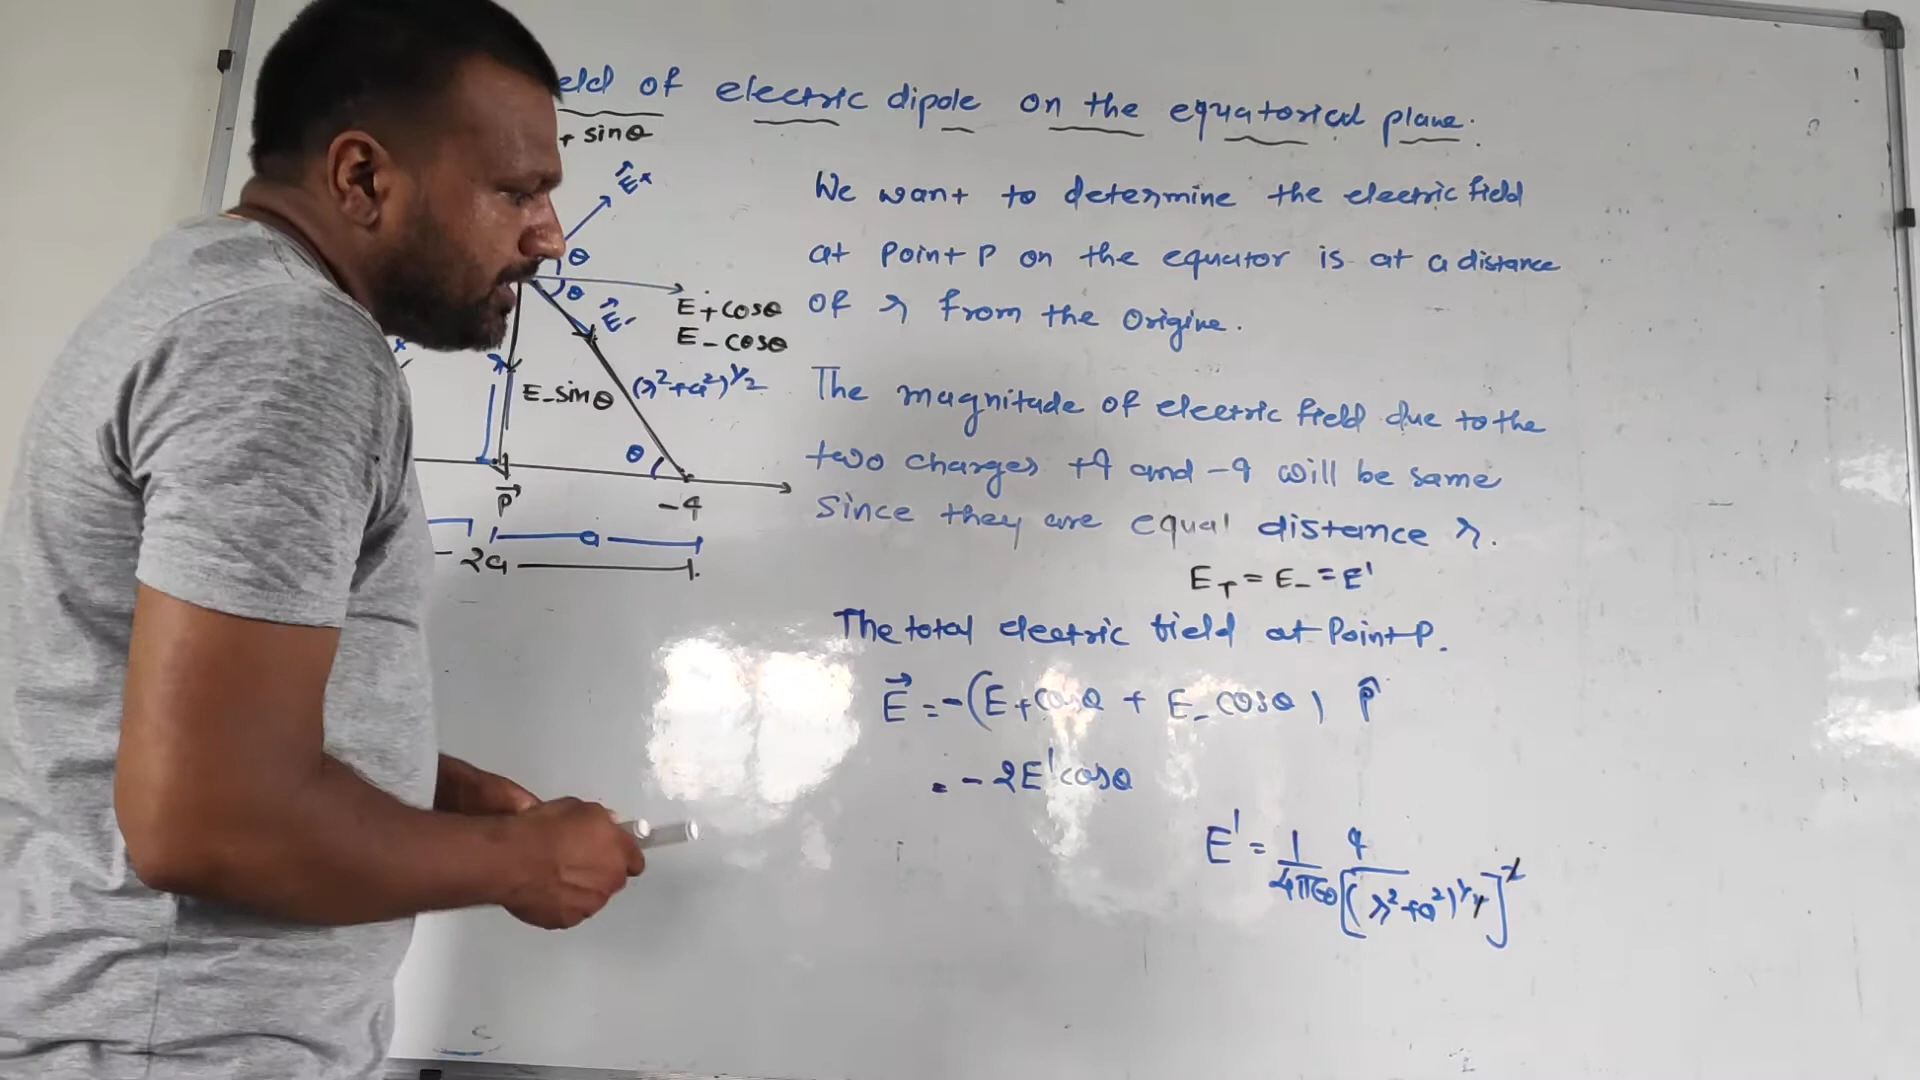 eld of electric dipole on the equatorical plane.
+ sinθ
E+
θ
θ
E-
E+cosθ
E-cosθ
E-sinθ
(r²+a²)^1/2
θ
P
-q
a
2a
We want to determine the electric field
at point P on the equator is at a distance
of r from the origine.
The magnitude of electric field due to the
two charges +q and -q will be same
since they are equal distance r.
E+ = E- = E'
The total electric field at Point P.
E = -(E+cosθ + E-cosθ) p̂
= -2E'cosθ
E' = 1/4πε0 q/[(r²+a²)^1/2]^2